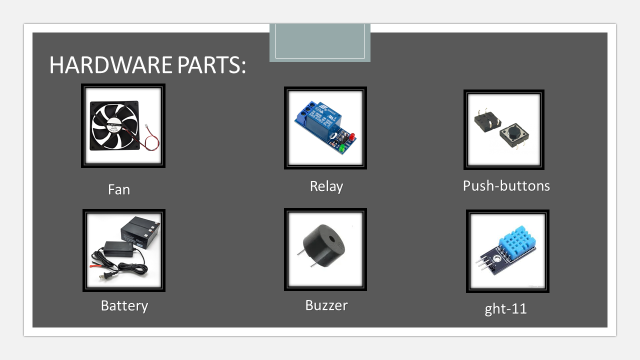 HARDWARE PARTS:
Fan
Relay
Push-buttons
Battery
Buzzer
ght-11